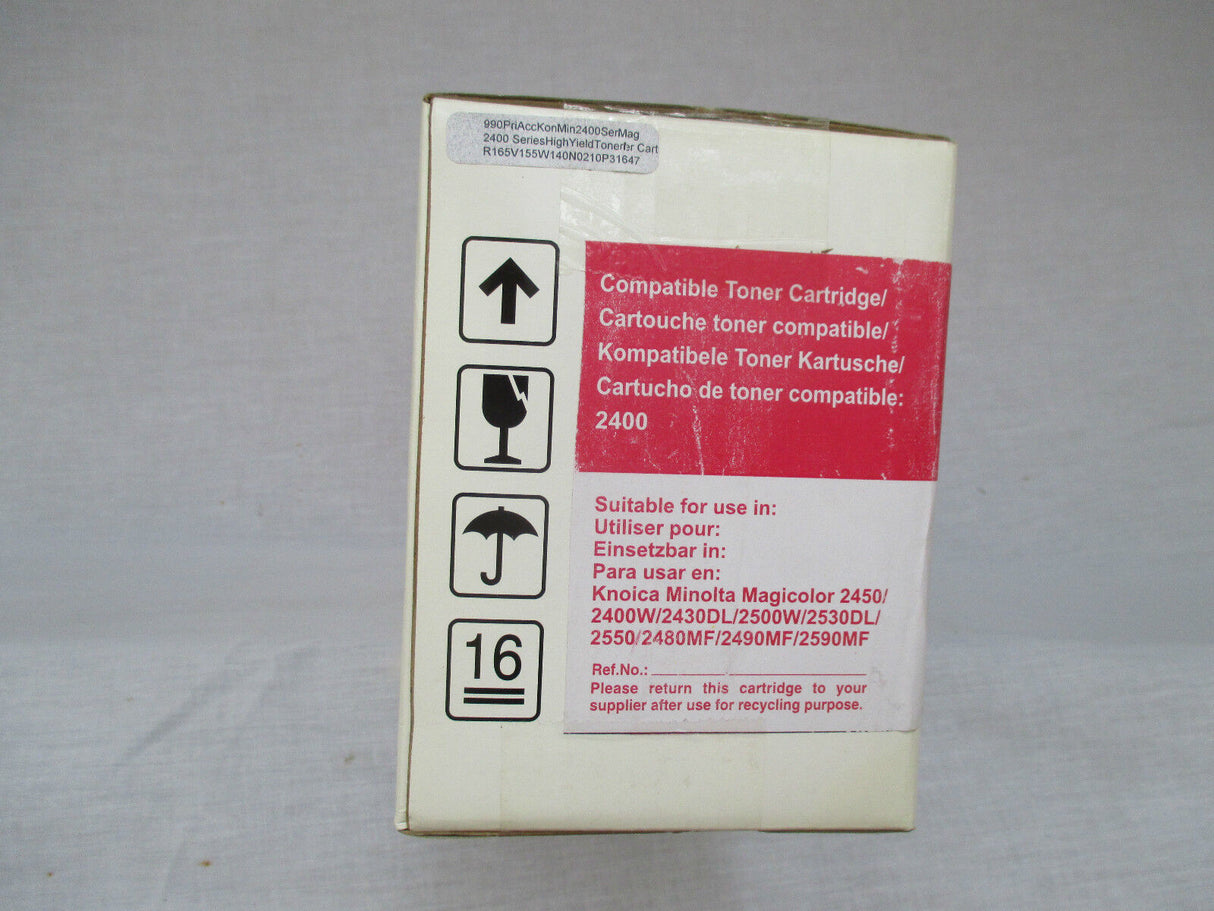 990PriAccKonMin2400SerMag
2400 SeriesHighYieldTonerfer Cart
R165V155W140N0210P31647
Compatible Toner Cartridge/
Cartouche toner compatible/
Kompatibele Toner Kartusche/
Cartucho de toner compatible:
2400
Suitable for use in:
Utiliser pour:
Einsetzbar in:
Para usar en:
Knoica Minolta Magicolor 2450/
2400W/2430DL/2500W/2530DL/
2550/2480MF/2490MF/2590MF
Ref.No.:
Please return this cartridge to your
supplier after use for recycling purpose.
16